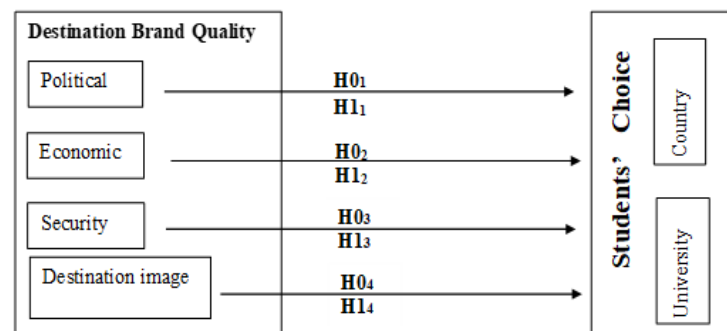 Destination Brand Quality
Political
H01
H11
Economic
H02
H12
Security
H03
H13
Destination image
H04
H14
Students' Choice
Country
University